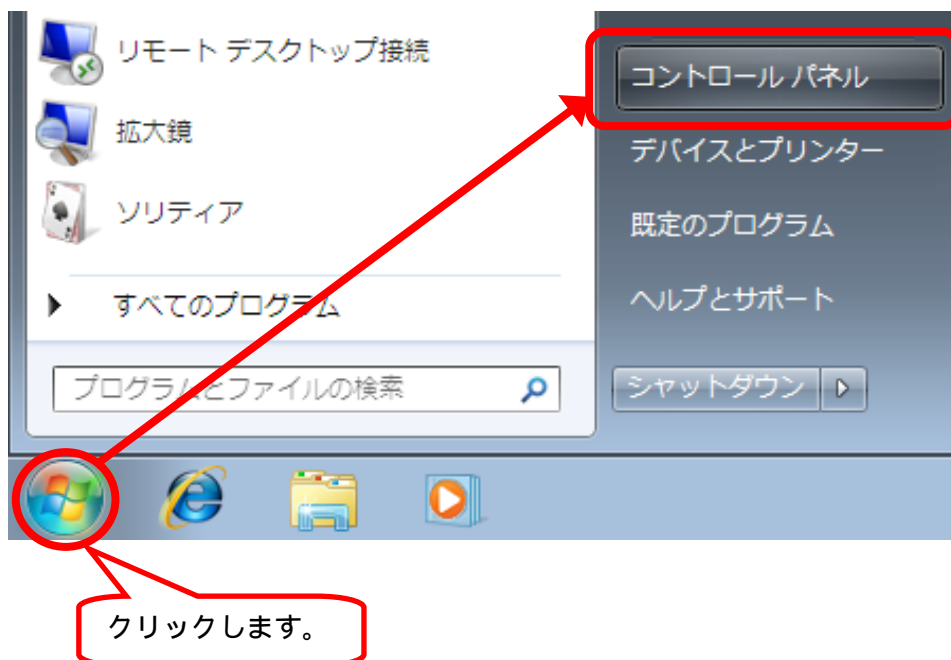 リモート デスクトップ接続
拡大鏡
ソリティア
すべてのプログラム
プログラムとファイルの検索
コントロール パネル
デバイスとプリンター
既定のプログラム
ヘルプとサポート
シャットダウン
クリックします。